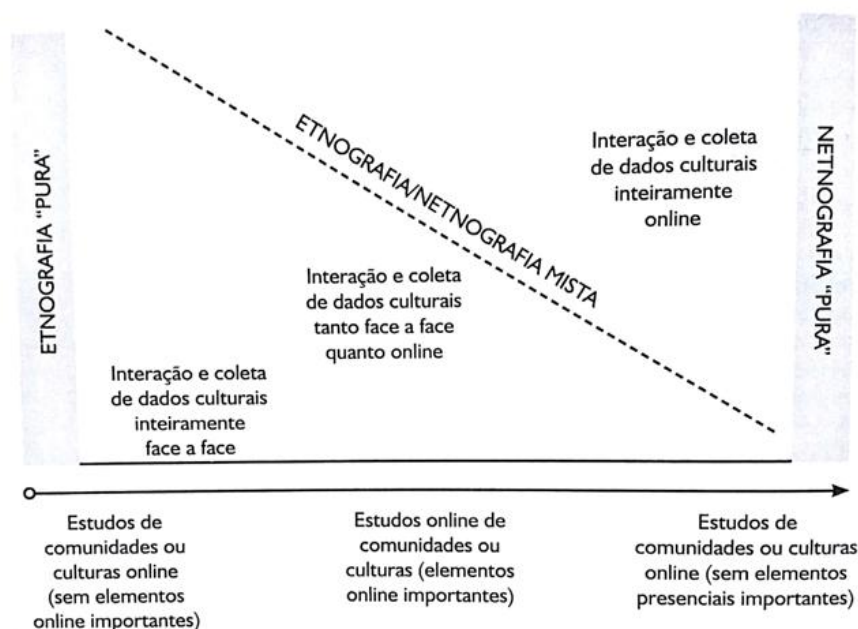 ETNOGRAFIA "PURA"
ETNOGRAFIA/NETNOGRAFIA MISTA
NETNOGRAFIA "PURA"
Interação e coleta
de dados culturais
inteiramente
face a face
Interação e coleta
de dados culturais
tanto face a face
quanto online
Interação e coleta
de dados culturais
inteiramente
online
Estudos de
comunidades ou
culturas online
(sem elementos
online importantes)
Estudos online de
comunidades ou
culturas (elementos
online importantes)
Estudos de
comunidades ou culturas
online (sem elementos
presenciais importantes)